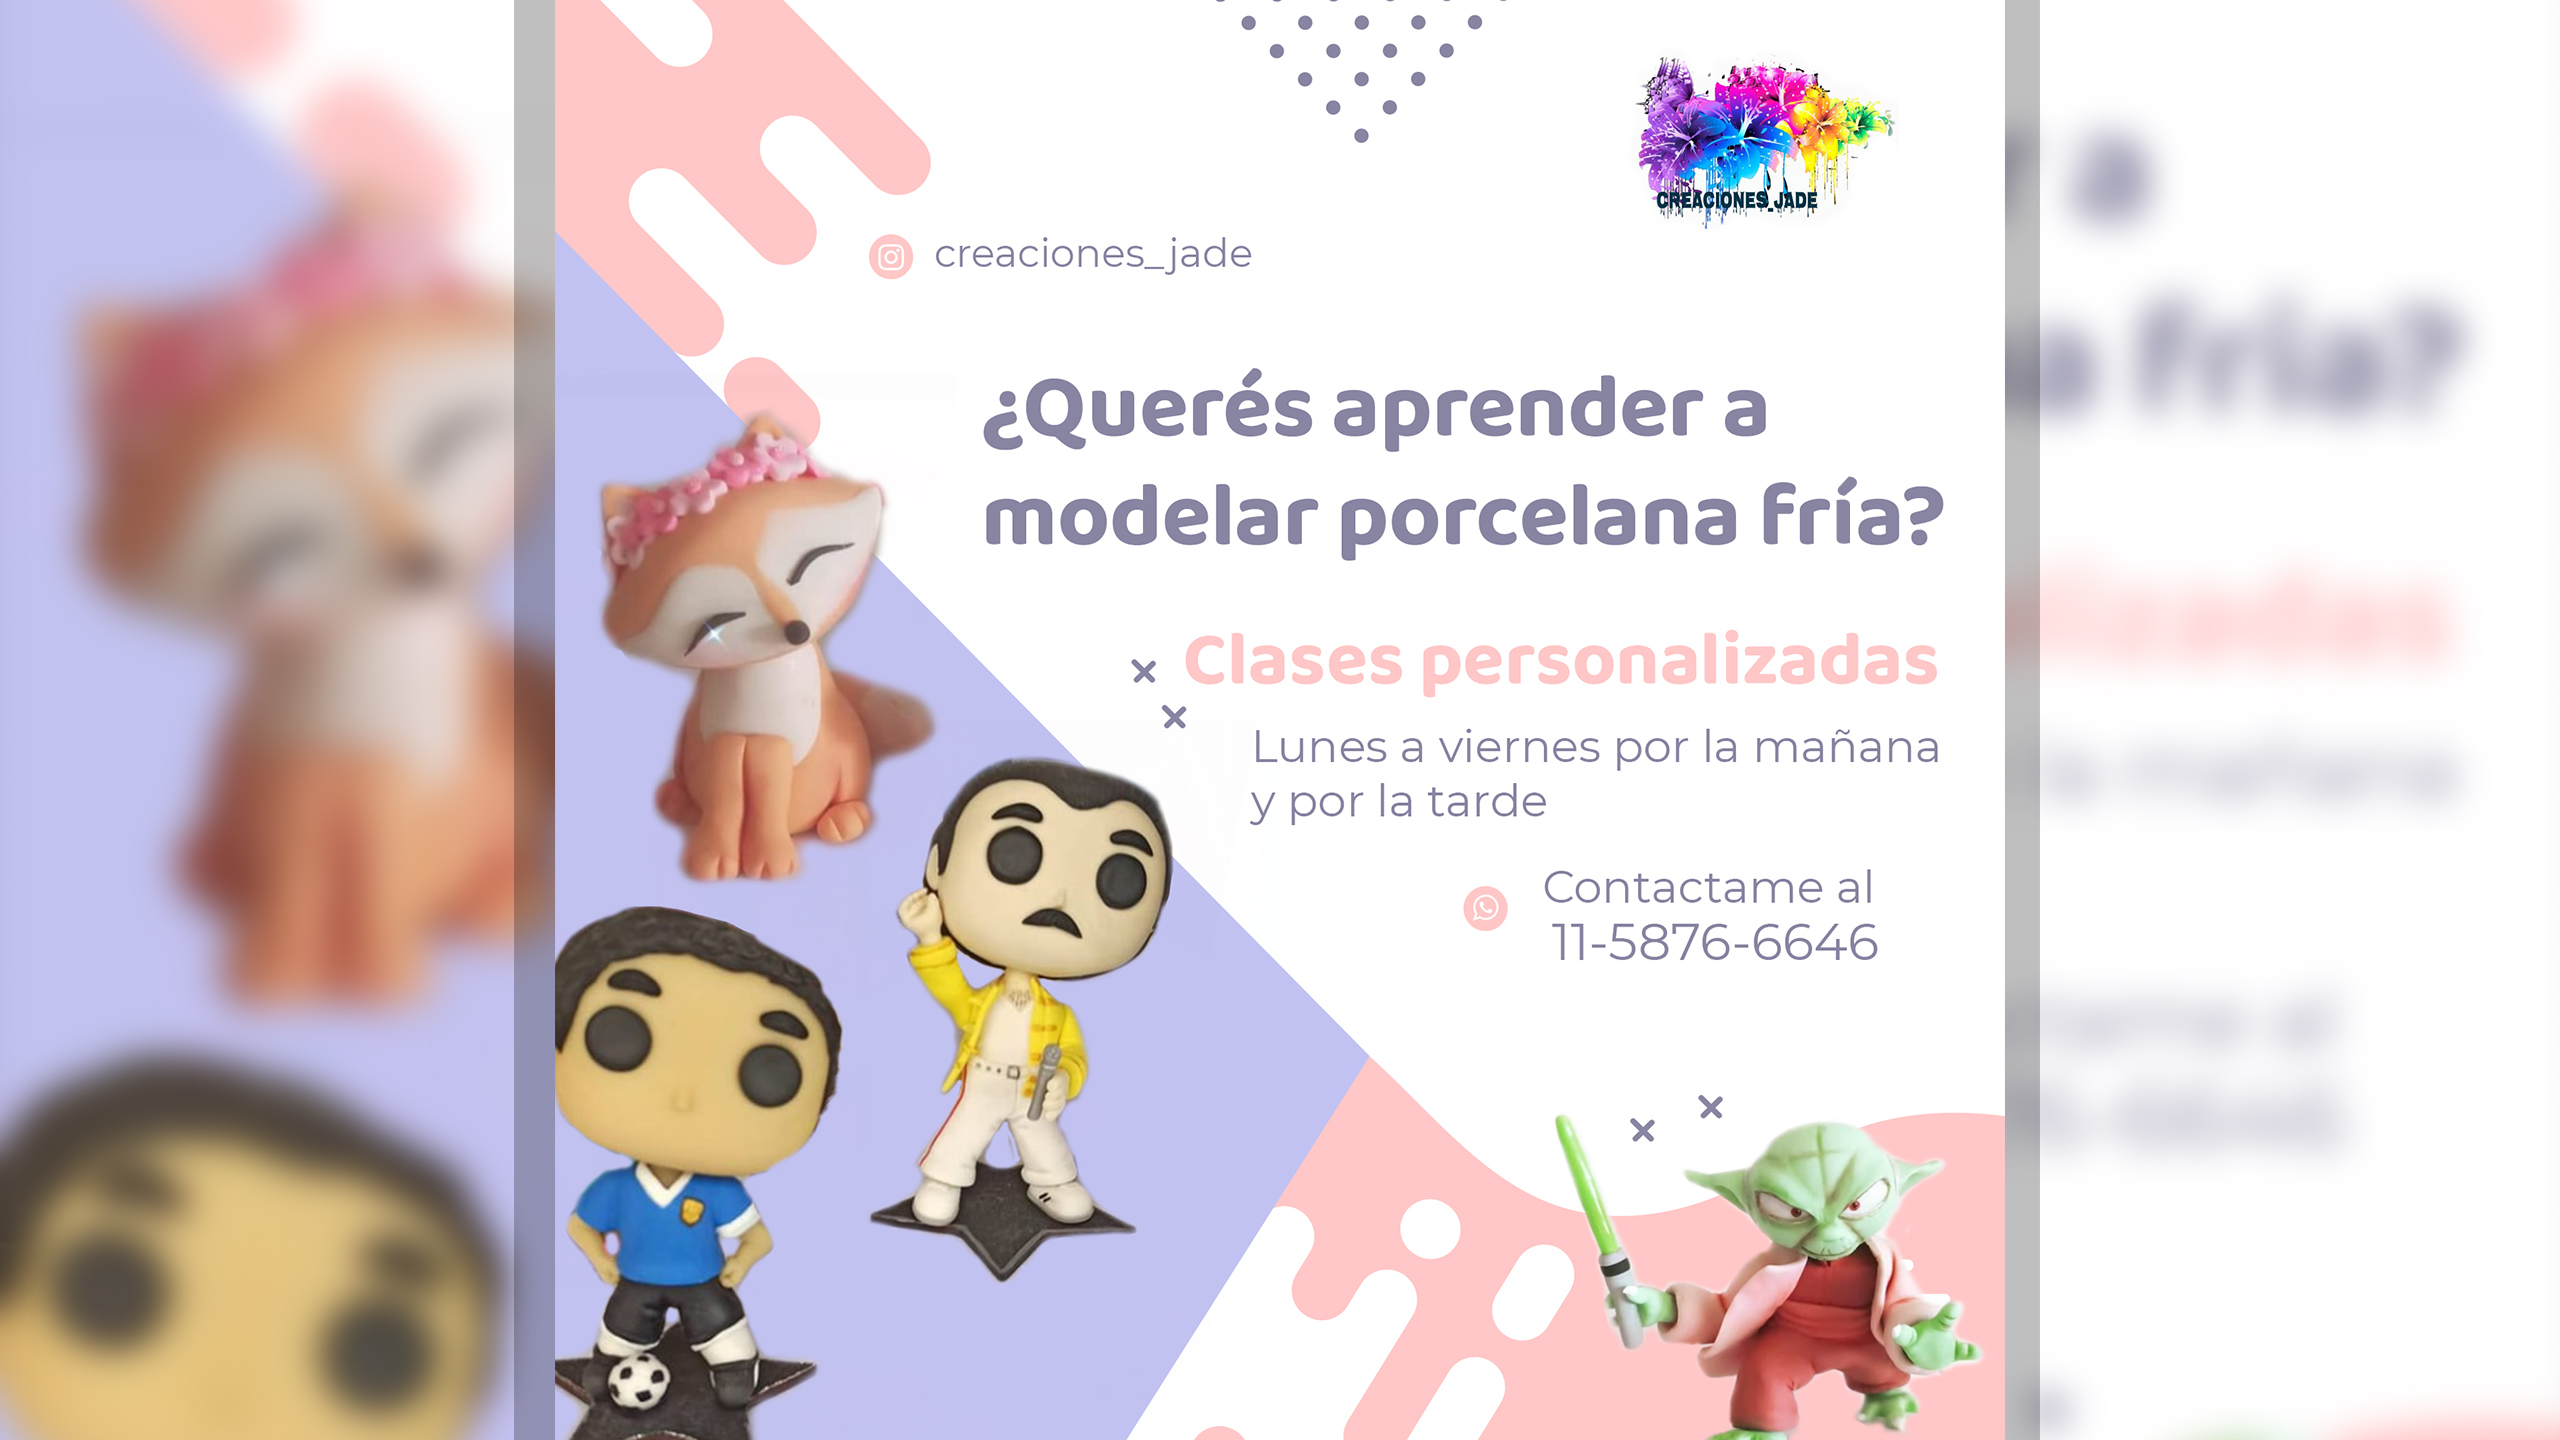 CREACIONES_JADE
creaciones_jade
¿Querés aprender a
modelar porcelana fría?
Clases personalizadas
Lunes a viernes por la mañana
y por la tarde
Contactame al
11-5876-6646